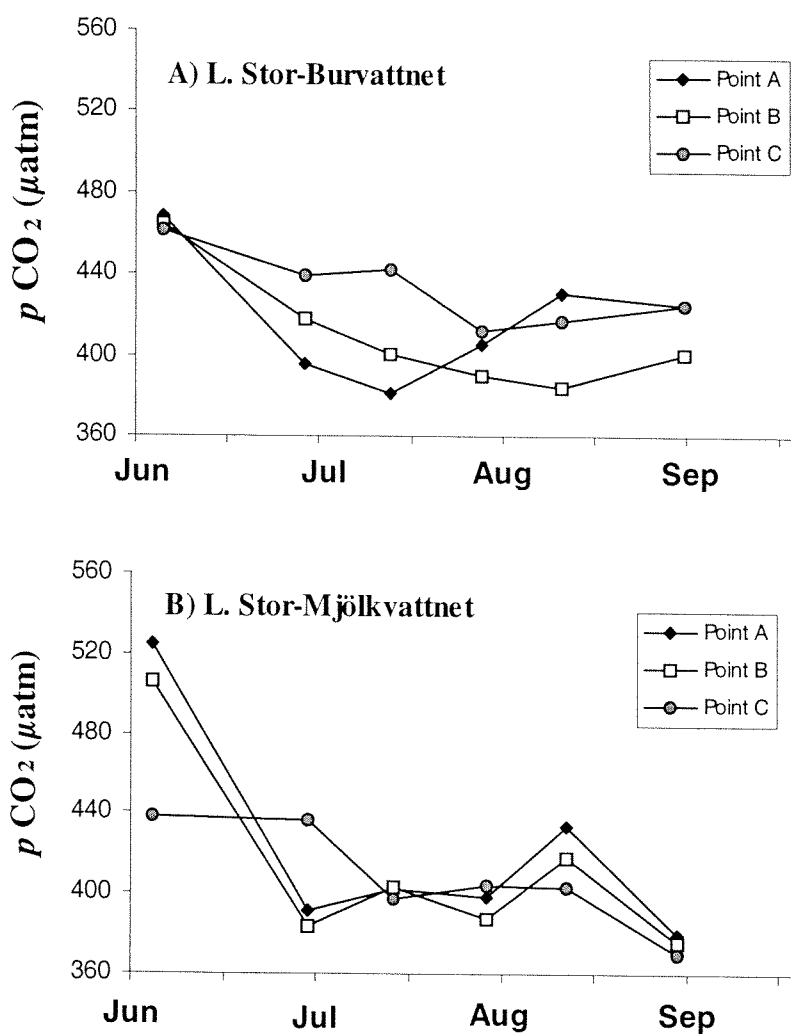 560
A) L. Stor-Burvattnet
520
480
440
400
360
p CO2 (µatm)
Point A
Point B
Point C
Jun Jul Aug Sep
560
B) L. Stor-Mjölkvattnet
520
480
440
400
360
p CO2 (µatm)
Point A
Point B
Point C
Jun Jul Aug Sep